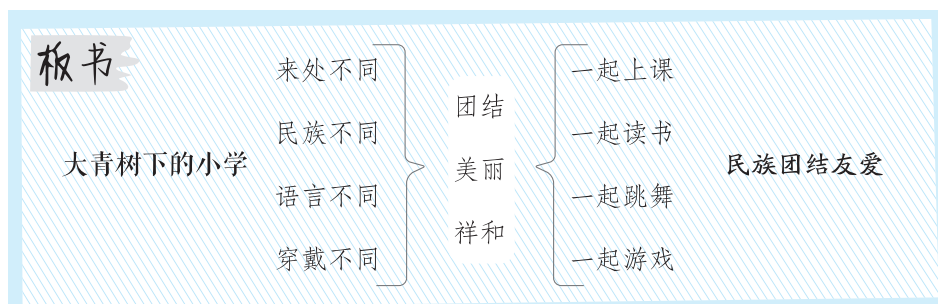 板书
大青树下的小学
来处不同
民族不同
语言不同
穿戴不同
团结
美丽
祥和
一起上课
一起读书
一起跳舞
一起游戏
民族团结友爱